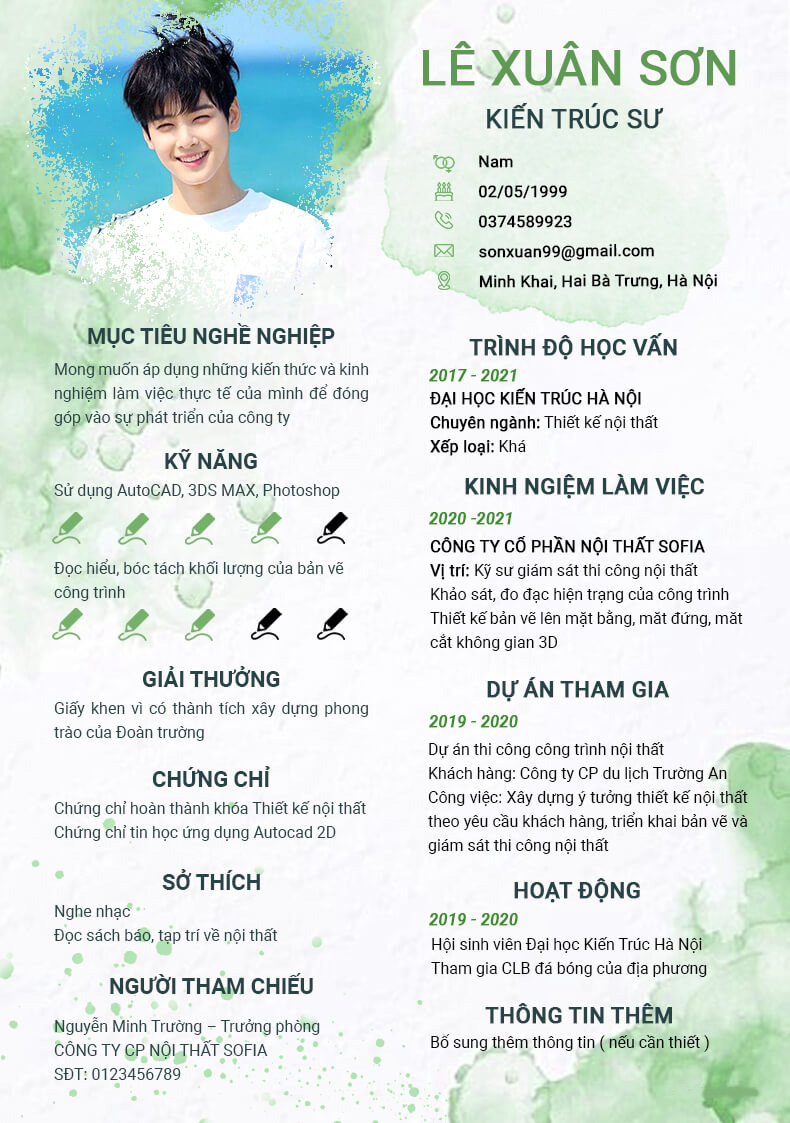 LÊ XUÂN SƠN
KIẾN TRÚC SƯ
Nam
02/05/1999
0374589923
sonxuan99@gmail.com
Minh Khai, Hai Bà Trưng, Hà Nội
MỤC TIÊU NGHỀ NGHIỆP
Mong muốn áp dụng những kiến thức và kinh
nghiệm làm việc thực tế của mình để đóng
góp vào sự phát triển của công ty
KỸ NĂNG
Sử dụng AutoCAD, 3DS MAX, Photoshop
Đọc hiểu, bóc tách khối lượng của bản vẽ
công trình
GIẢI THƯỞNG
Giấy khen vì có thành tích xây dựng phong
trào của Đoàn trường
CHỨNG CHỈ
Chứng chỉ hoàn thành khóa Thiết kế nội thất
Chứng chỉ tin học ứng dụng Autocad 2D
SỞ THÍCH
Nghe nhạc
Đọc sách báo, tạp trí về nội thất
NGƯỜI THAM CHIẾU
Nguyễn Minh Trường – Trưởng phòng
CÔNG TY CP NỘI THẤT SOFIA
SĐT: 0123456789
TRÌNH ĐỘ HỌC VẤN
2017 - 2021
ĐẠI HỌC KIẾN TRÚC HÀ NỘI
Chuyên ngành: Thiết kế nội thất
Xếp loại: Khá
KINH NGIỆM LÀM VIỆC
2020 -2021
CÔNG TY CỔ PHẦN NỘI THẤT SOFIA
Vị trí: Kỹ sư giám sát thi công nội thất
Khảo sát, đo đạc hiện trạng của công trình
Thiết kế bản vẽ lên mặt bằng, măt đứng, măt
cắt không gian 3D
DỰ ÁN THAM GIA
2019 - 2020
Dự án thi công công trình nội thất
Khách hàng: Công ty CP du lịch Trường An
Công việc: Xây dựng ý tưởng thiết kế nội thất
theo yêu cầu khách hàng, triển khai bản vẽ và
giám sát thi công nội thất
HOẠT ĐỘNG
2019 - 2020
Hội sinh viên Đại học Kiến Trúc Hà Nội
Tham gia CLB đá bóng của địa phương
THÔNG TIN THÊM
Bổ sung thêm thông tin ( nếu cần thiết )